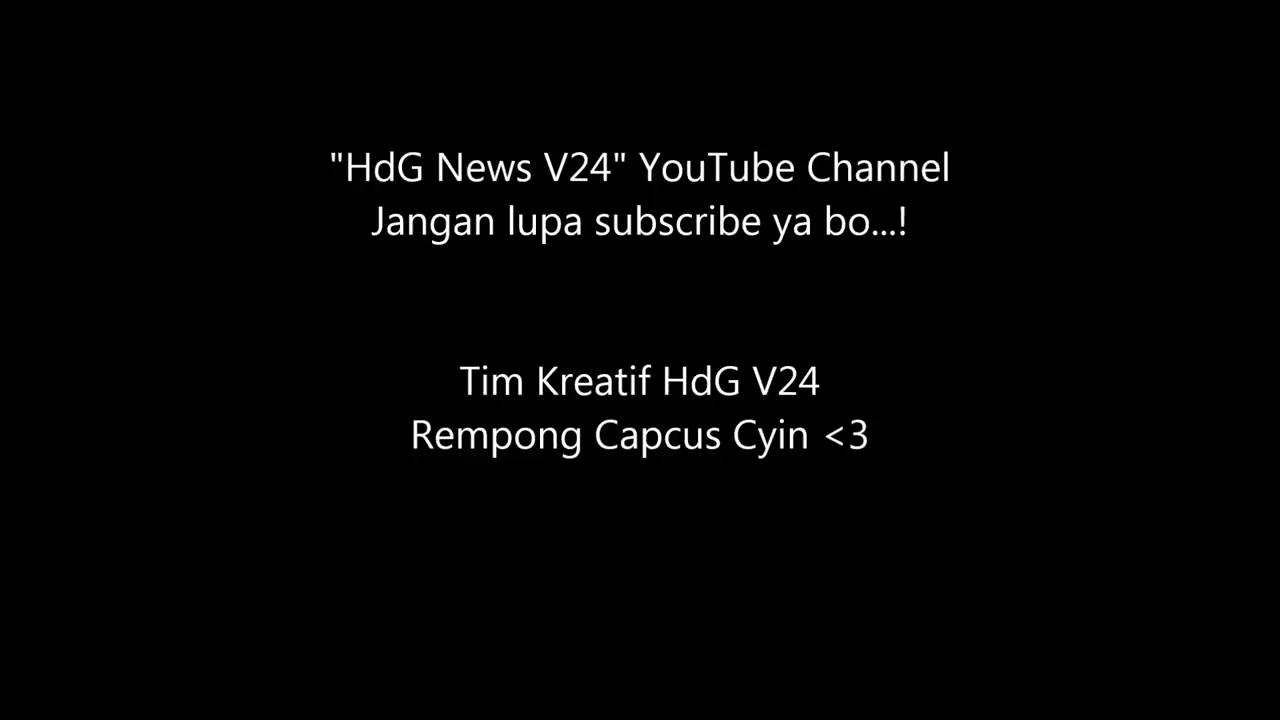 "HdG News V24" YouTube Channel
Jangan lupa subscribe ya bo...!
Tim Kreatif HdG V24
Rempong Capcus Cyin <3